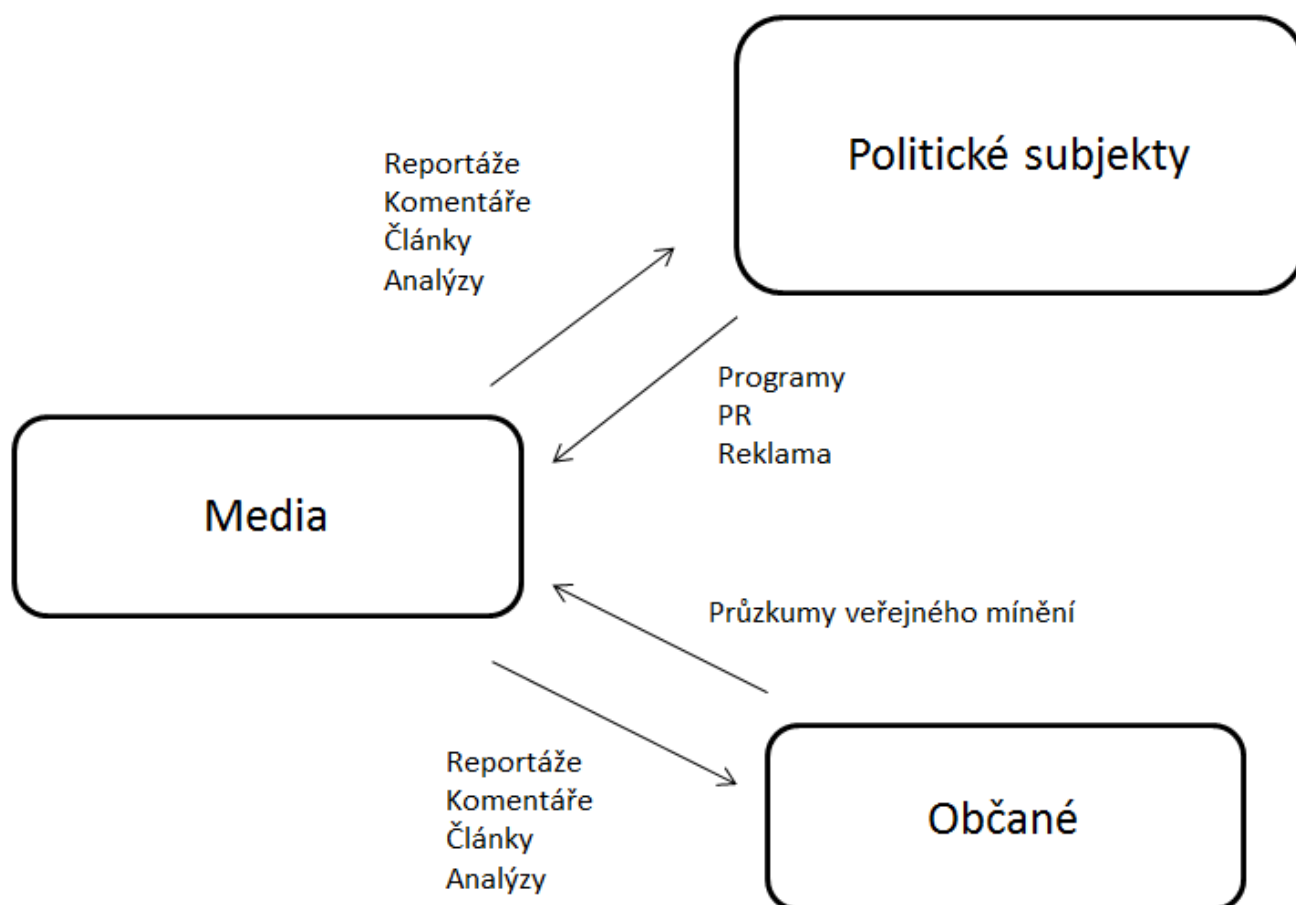 Politické subjekty
Reportáže
Komentáře
Články
Analýzy
Programy
PR
Reklama
Media
Průzkumy veřejného mínění
Reportáže
Komentáře
Články
Analýzy
Občané